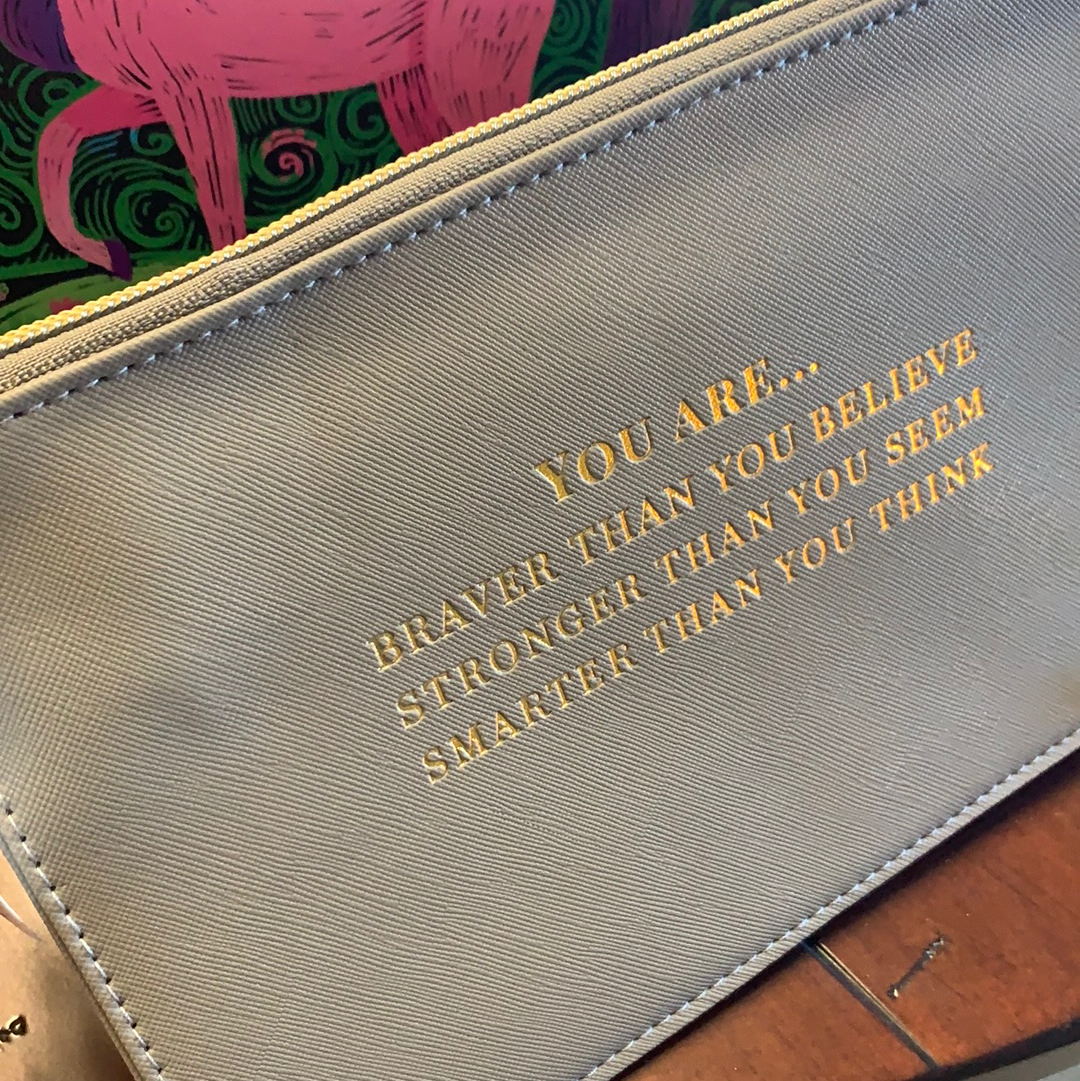 YOU ARE...
BRAVER THAN YOU BELIEVE
STRONGER THAN YOU SEEM
SMARTER THAN YOU THINK